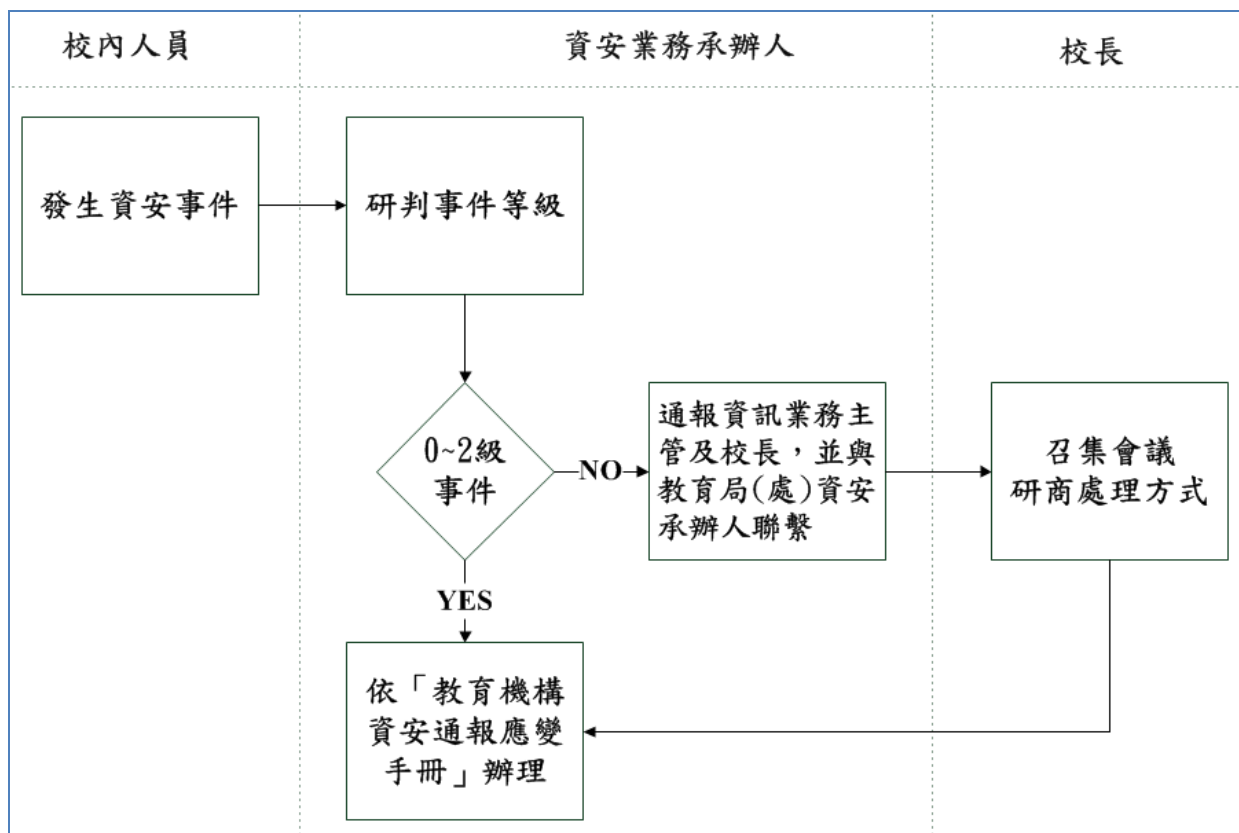 校內人員
資安業務承辦人
校長
發生資安事件
研判事件等級
0~2級
事件
NO
通報資訊業務主
管及校長，並與
教育局(處)資安
承辦人聯繫
召集會議
研商處理方式
YES
依「教育機構
資安通報應變
手冊」辦理